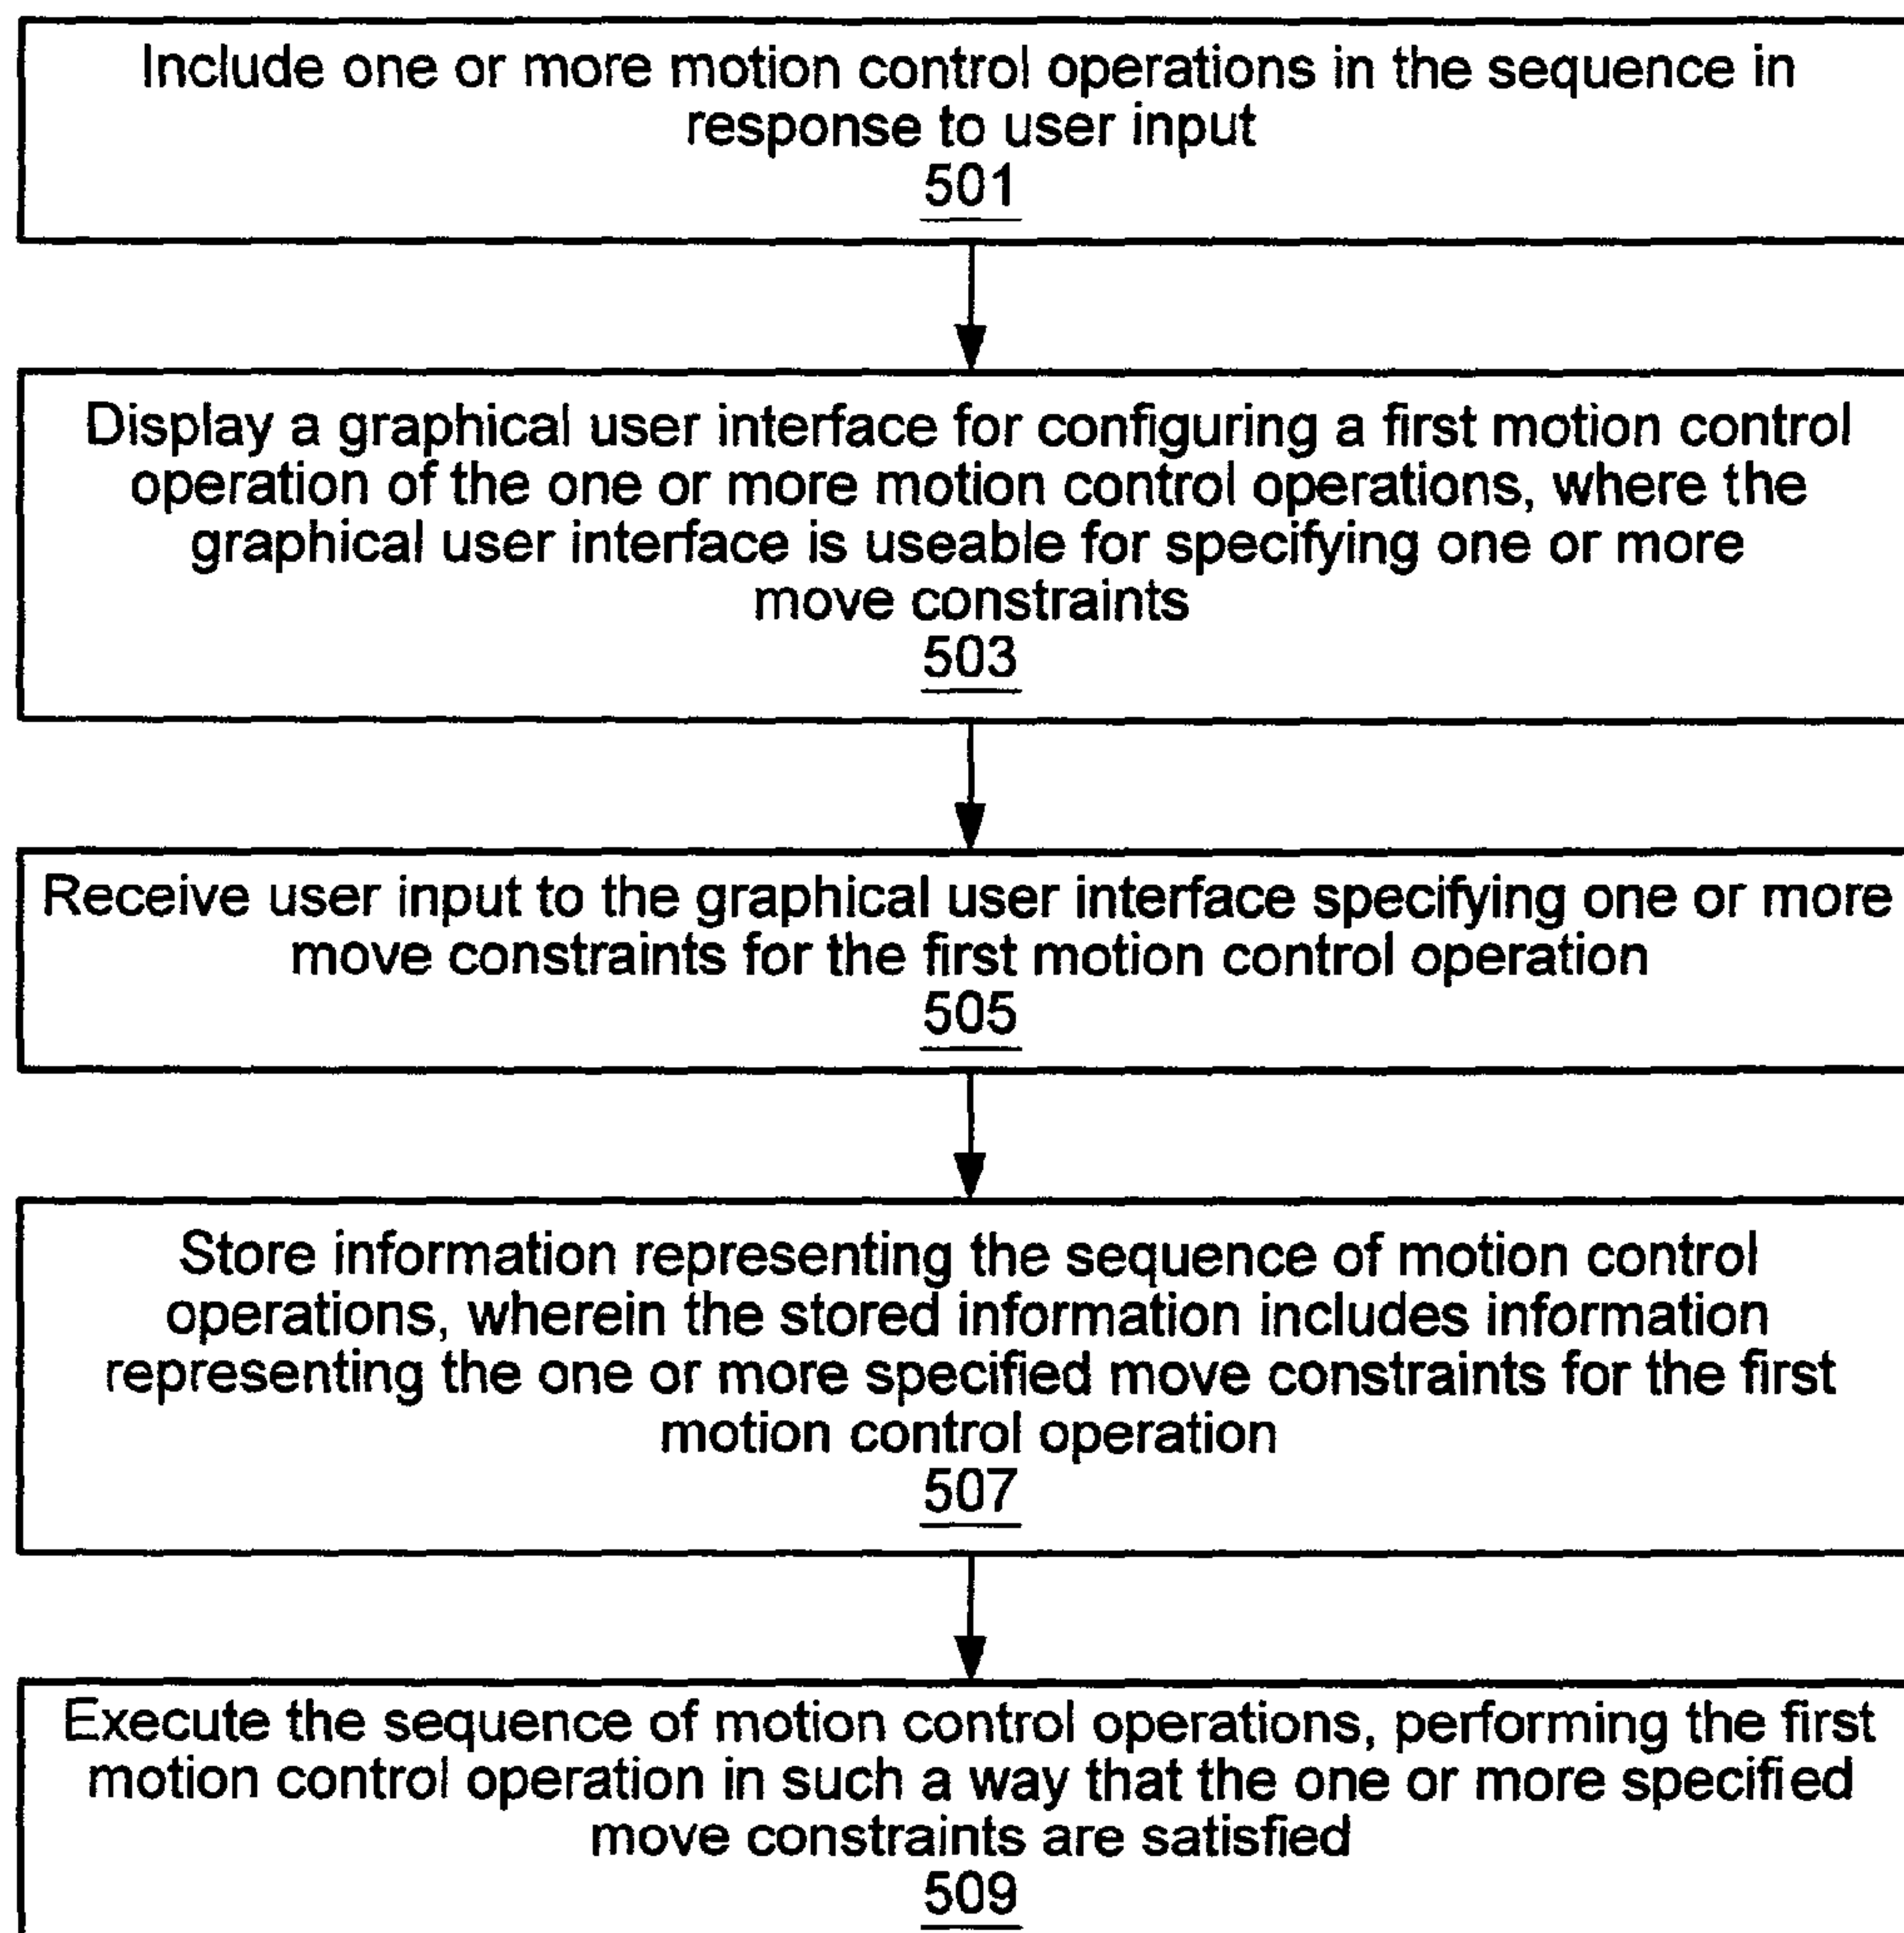 Include one or more motion control operations in the sequence in
response to user input
501
Display a graphical user interface for configuring a first motion control
operation of the one or more motion control operations, where the
graphical user interface is useable for specifying one or more
move constraints
503
Receive user input to the graphical user interface specifying one or more
move constraints for the first motion control operation
505
Store information representing the sequence of motion control
operations, wherein the stored information includes information
representing the one or more specified move constraints for the first
motion control operation
507
Execute the sequence of motion control operations, performing the first
motion control operation in such a way that the one or more specified
move constraints are satisfied
509